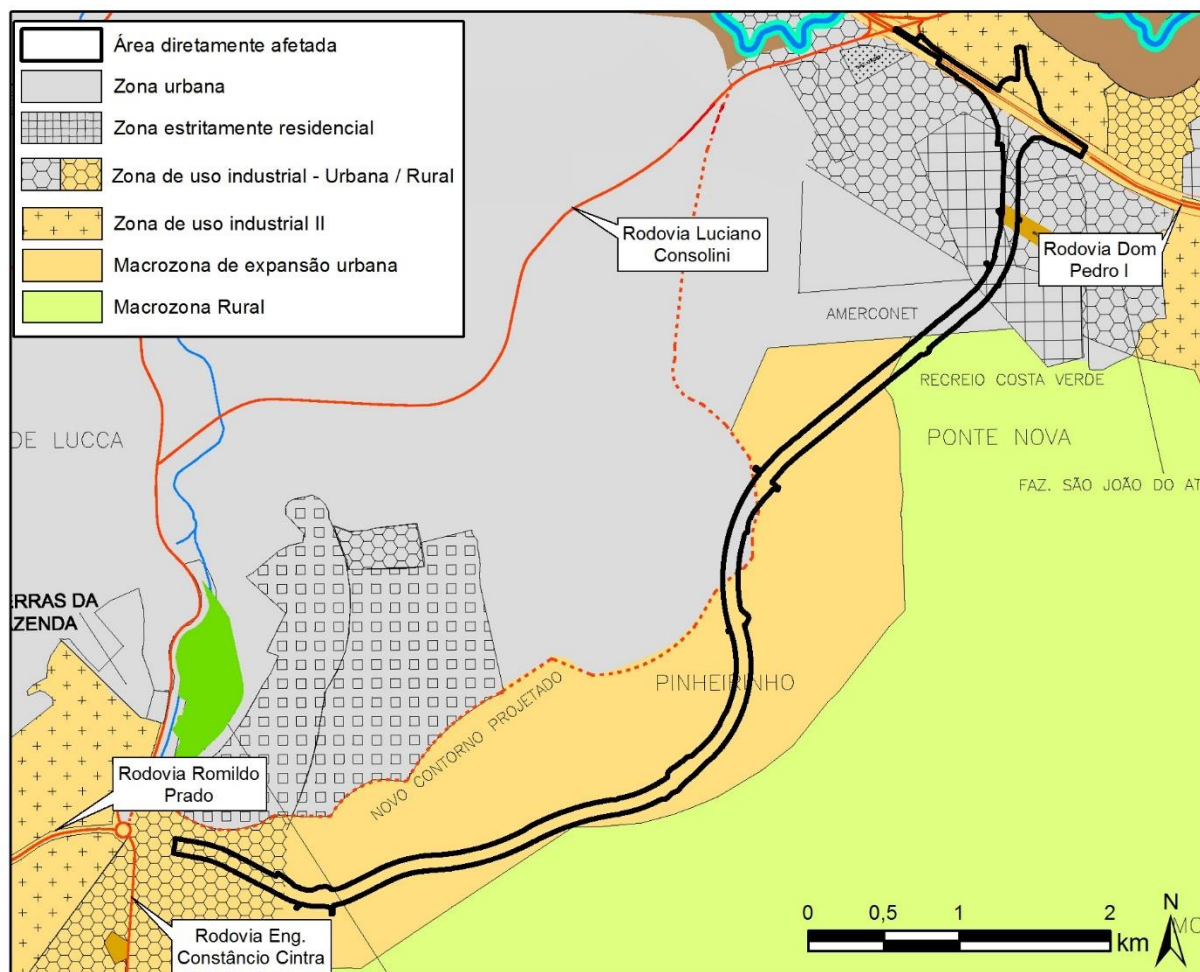 Área diretamente afetada
Zona urbana
Zona estritamente residencial
Zona de uso industrial - Urbana / Rural
Zona de uso industrial II
Macrozona de expansão urbana
Macrozona Rural
Rodovia Luciano
Consolini
Rodovia Dom
Pedro I
AMERCONET
RECREIO COSTA VERDE
DE LUCCA
PONTE NOVA
FAZ. SÃO JOÃO DO AT
ERRAS DA
AZENDA
PINHEIRINHO
NOVO CONTORNO PROJETADO
Rodovia Romildo
Prado
Rodovia Eng.
Constâncio Cintra
0 0,5 1 2
km
N
MO